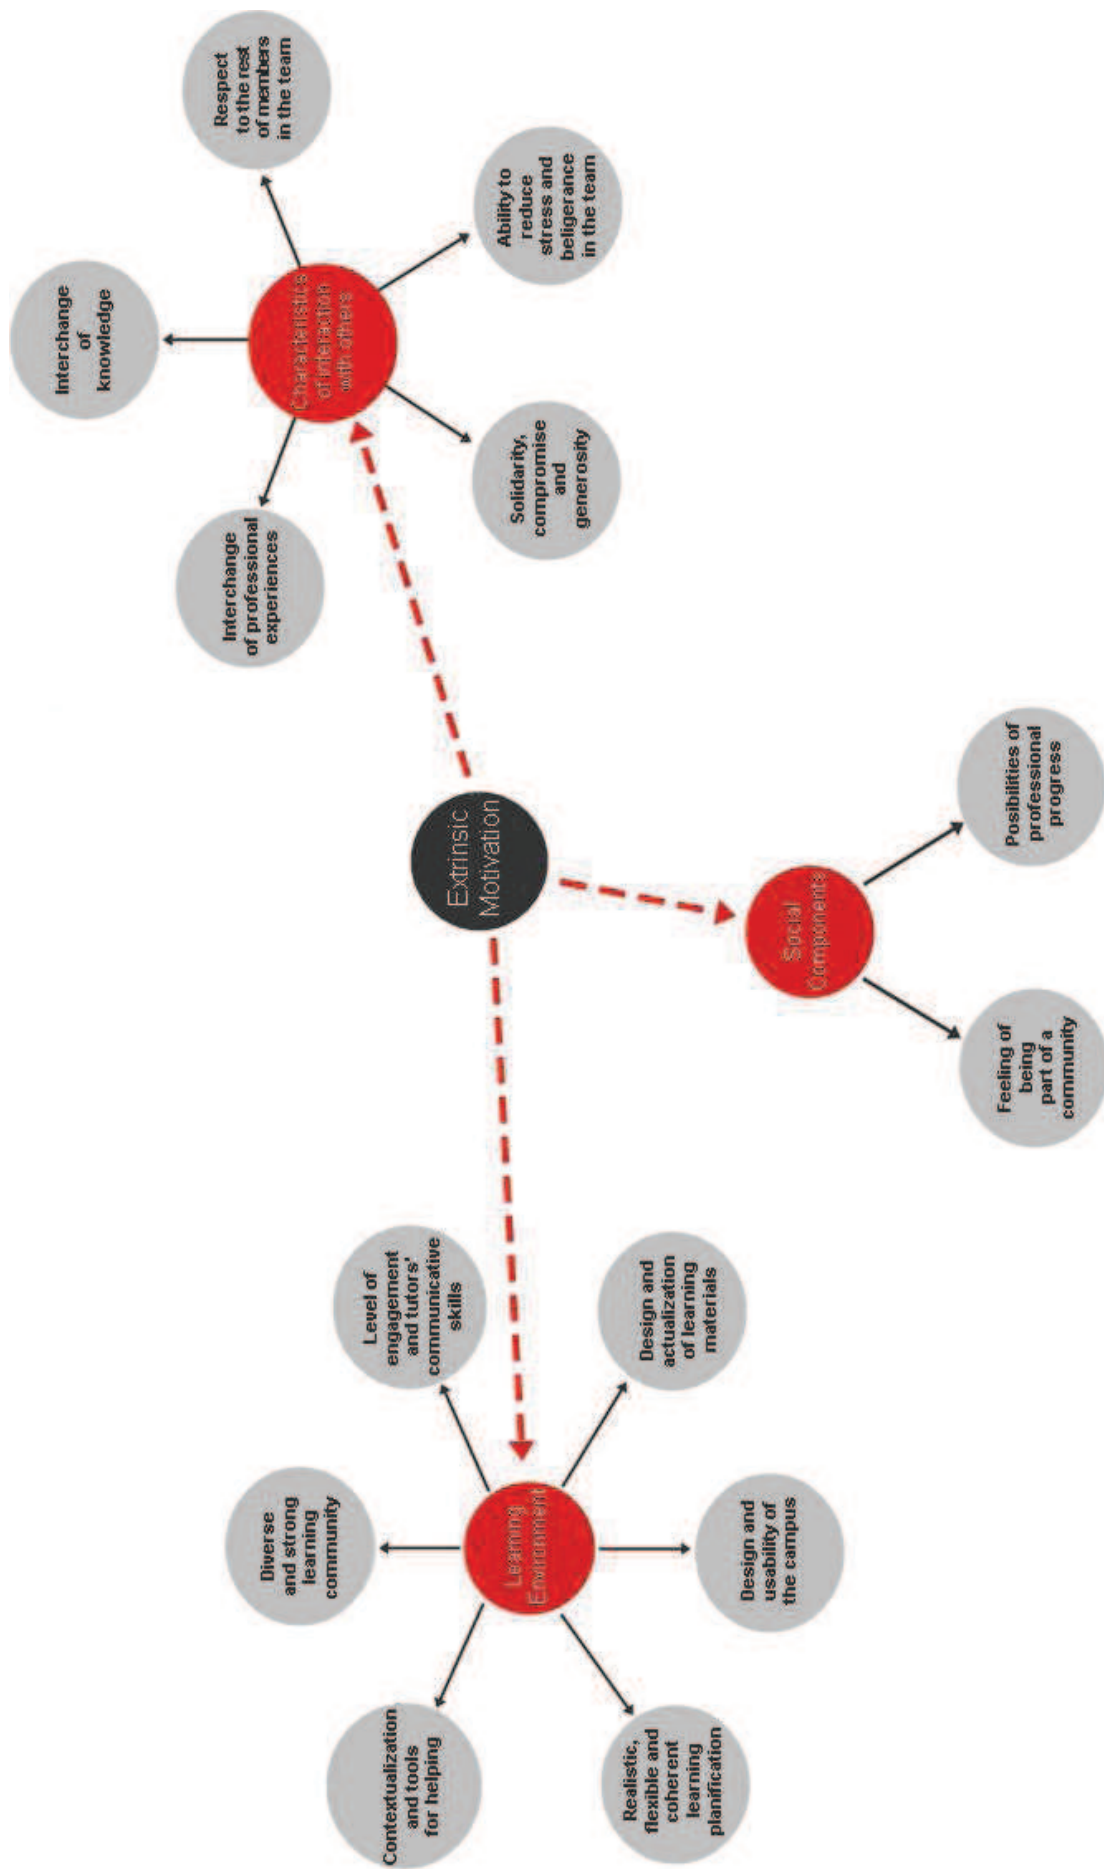 Contextualization
and tools
for helping
Diverse
and strong
learning
community
Level of
engagement
and tutors'
communicative
skills
Learning
Environment
Realistic,
flexible and
coherent
learning
planification
Design and
usability of
the campus
Design and
actualization
of learning
materials
Extrinsic
Motivation
Interchange
of professional
experiences
Interchange
of
knowledge
Respect
to the rest
of members
in the team
Characteristics
of interaction
with others
Solidarity,
compromise
and
generosity
Ability to
reduce
stress and
beligerance
in the team
Social
Components
Feeling of
being
part of a
community
Posibilities of
professional
progress